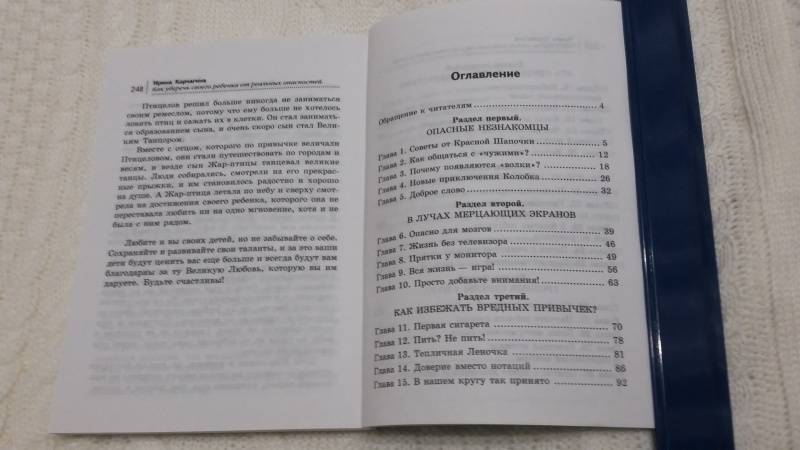 248
Ирина Корчагина
Как уберечь своего ребенка от реальных опасностей
Птицелов решил больше никогда не заниматься
своим ремеслом, потому что ему больше не хотелось
ловить птиц и сажать их в клетки. Он стал занимать-
ся образованием сына, и очень скоро сын стал Вели-
ким Танцором.
Вместе с отцом, которого по привычке величали
Птицеловом, они стали путешествовать по городам и
весям, и везде сын Жар-птицы танцевал великие
танцы. Люди собирались, смотрели на его прекрас-
ные прыжки, и им становилось радостно и хорошо
на душе. А Жар-птица летала по небу и сверху смот-
рела на достижения своего ребенка, которого она не
переставала любить ни на одно мгновение, хотя и не
была с ним рядом.
Любите и вы своих детей, но не забывайте о себе.
Сохраняйте и развивайте свои таланты, и за это ваши
дети будут ценить вас еще больше и всегда будут вам
благодарны за ту Великую Любовь, которую вы им
даруете. Будьте счастливы!
Оглавление
Обращение к читателям 4
Раздел первый.
ОПАСНЫЕ НЕЗНАКОМЦЫ
Глава 1. Советы от Красной Шапочки 5
Глава 2. Как общаться с «чужими»? 12
Глава 3. Почему появляются «волки»? 18
Глава 4. Новые приключения Колобка 26
Глава 5. Доброе слово 32
Раздел второй.
В ЛУЧАХ МЕРЦАЮЩИХ ЭКРАНОВ
Глава 6. Опасно для мозгов 39
Глава 7. Жизнь без телевизора 46
Глава 8. Прятки у монитора 49
Глава 9. Вся жизнь — игра! 56
Глава 10. Просто добавьте внимания! 63
Раздел третий.
КАК ИЗБЕЖАТЬ ВРЕДНЫХ ПРИВЫЧЕК?
Глава 11. Первая сигарета 70
Глава 12. Пить? Не пить! 78
Глава 13. Тепличная Леночка 81
Глава 14. Доверие вместо нотаций 86
Глава 15. В нашем кругу так принято 92